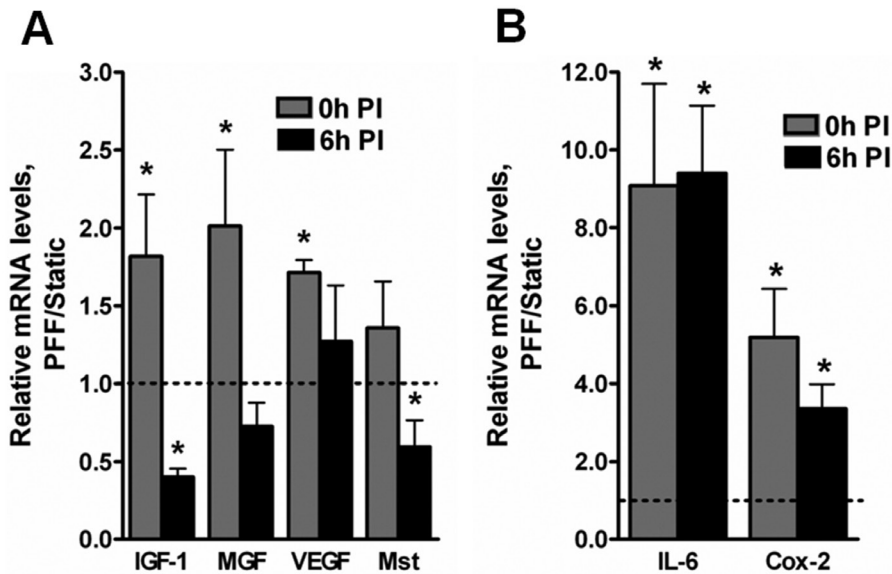 A
Relative mRNA levels,
PFF/Static
3.0
2.5
2.0
1.5
1.0
0.5
0.0
0h PI
6h PI
* * * * *
IGF-1 MGF VEGF Mst
B
Relative mRNA levels,
PFF/Static
12.0
10.0
8.0
6.0
4.0
2.0
0.0
0h PI
6h PI
* * * *
IL-6 Cox-2